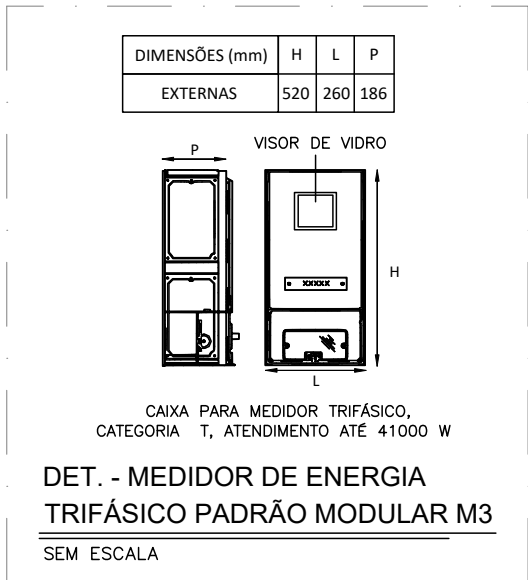 DIMENSÕES (mm) H L P
EXTERNAS 520 260 186
VISOR DE VIDRO
P
H
XXXXX
L
CAIXA PARA MEDIDOR TRIFÁSICO,
CATEGORIA T, ATENDIMENTO ATÉ 41000 W
DET. - MEDIDOR DE ENERGIA
TRIFÁSICO PADRÃO MODULAR M3
SEM ESCALA